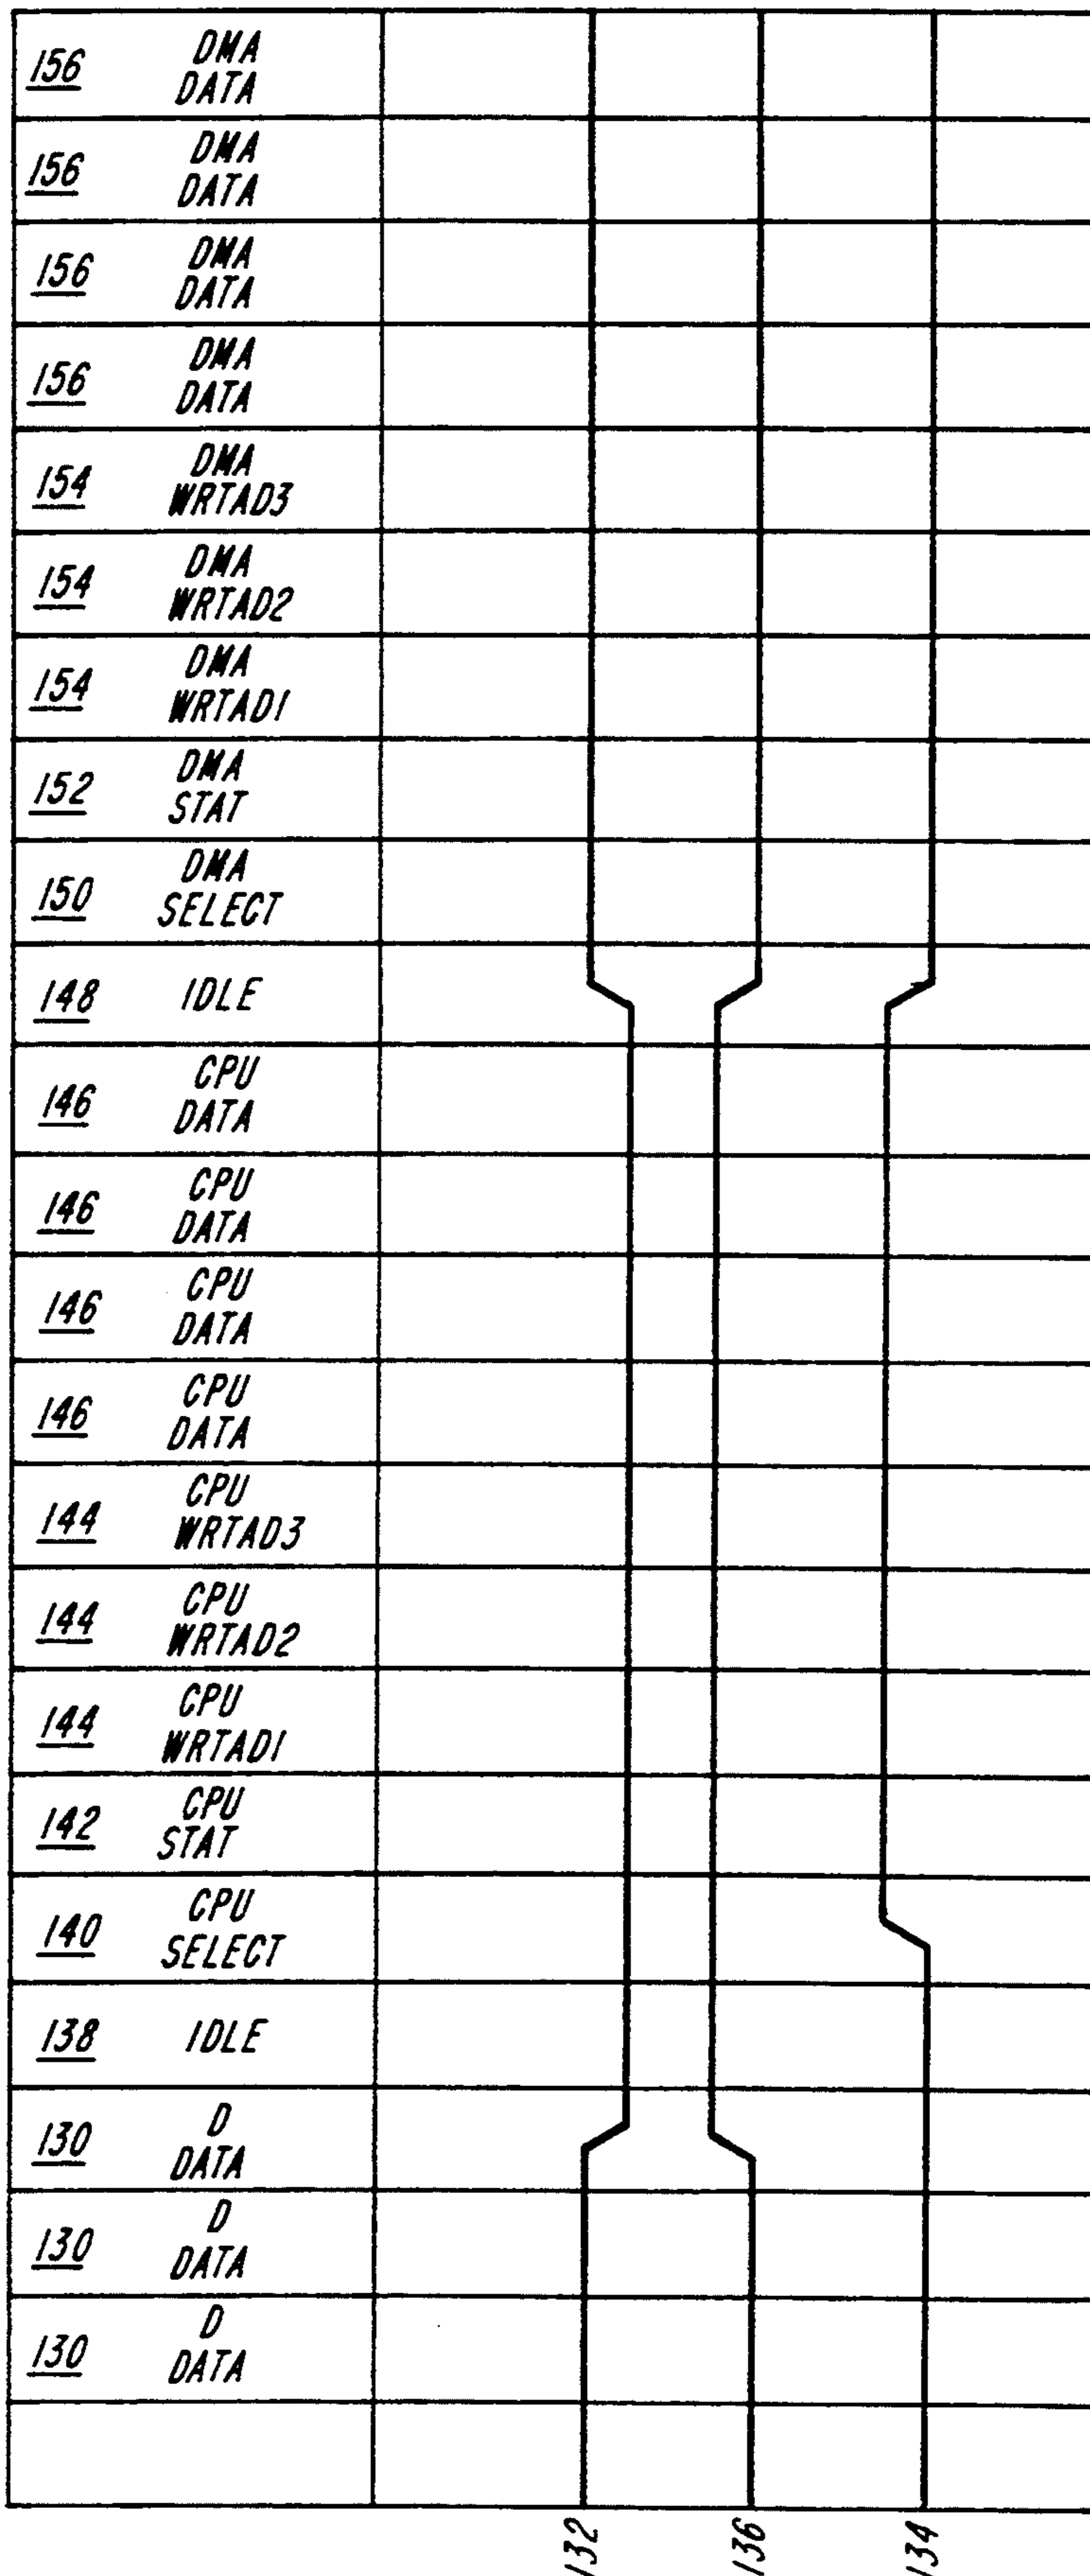 156 DMA
DATA
156 DMA
DATA
156 DMA
DATA
156 DMA
DATA
154 DMA
WRTAD3
154 DMA
WRTAD2
154 DMA
WRTAD1
152 DMA
STAT
150 DMA
SELECT
148 IDLE
146 CPU
DATA
146 CPU
DATA
146 CPU
DATA
146 CPU
DATA
144 CPU
WRTAD3
144 CPU
WRTAD2
144 CPU
WRTAD1
142 CPU
STAT
140 CPU
SELECT
138 IDLE
130 D
DATA
130 D
DATA
130 D
DATA
132
136
134